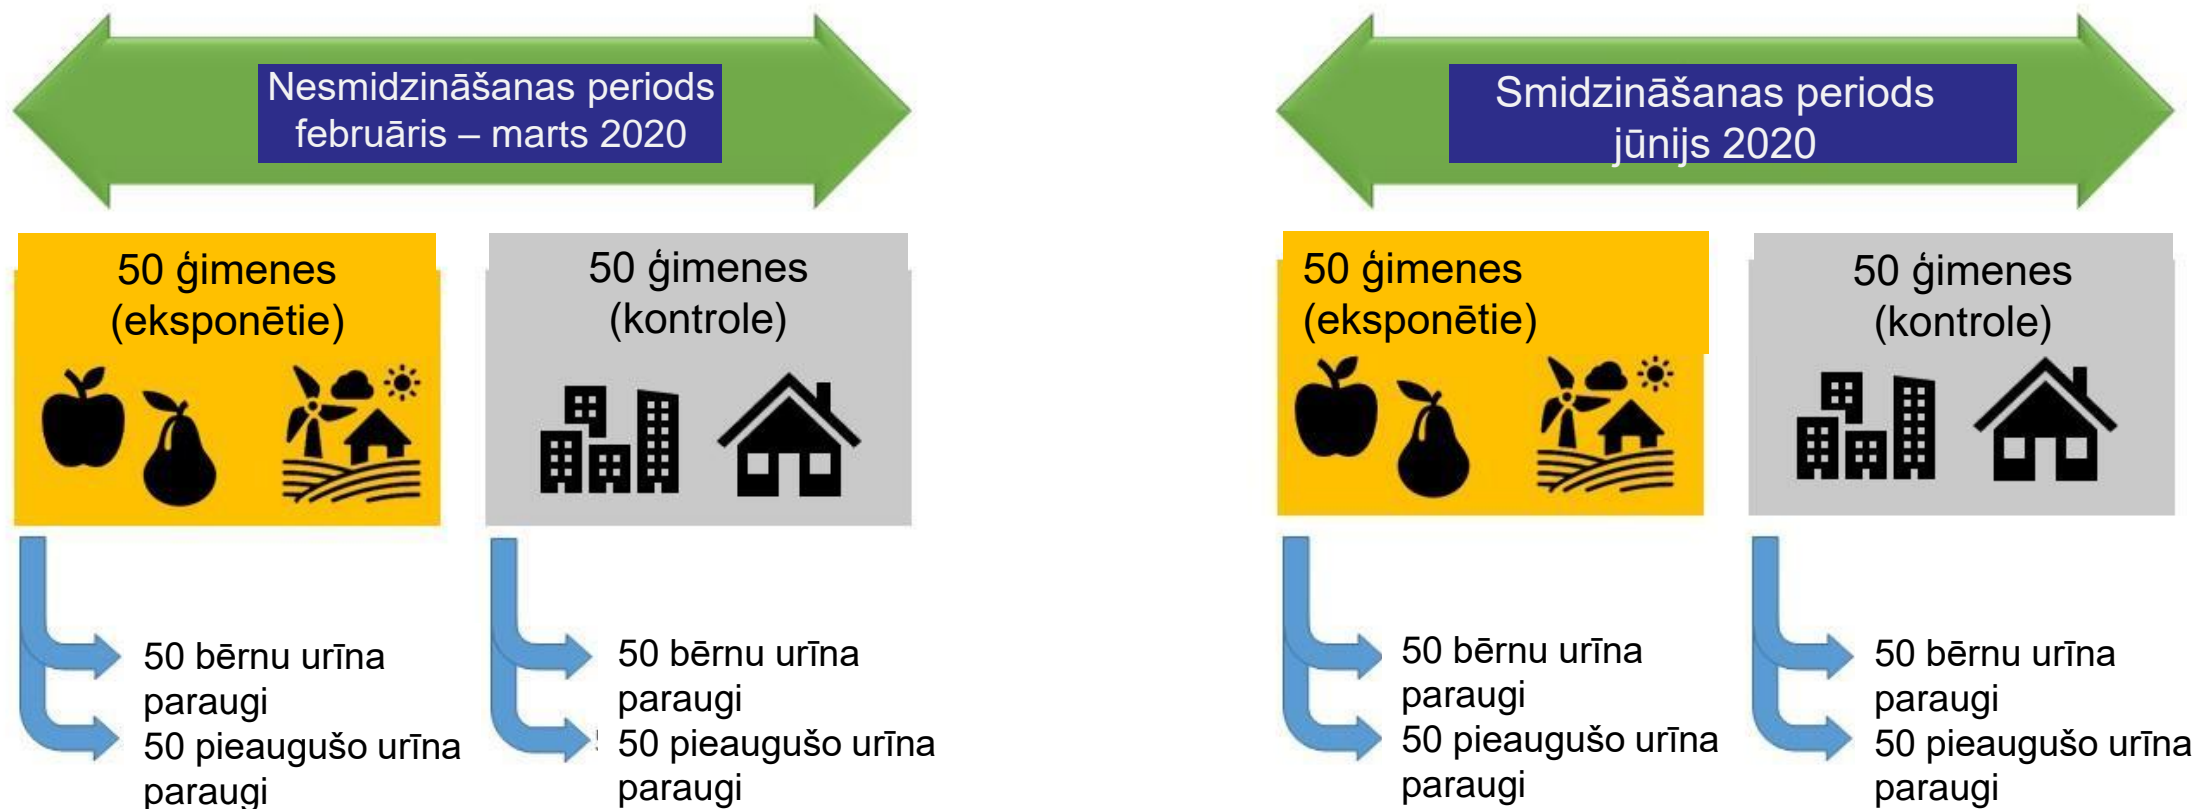 Nesmidzināšanas periods
februāris – marts 2020
Smidzināšanas periods
jūnijs 2020
50 ģimenes
(eksponētie)
50 ģimenes
(kontrole)
50 ģimenes
(eksponētie)
50 ģimenes
(kontrole)
50 bērnu urīna
paraugi
50 pieaugušo urīna
paraugi
50 bērnu urīna
paraugi
50 pieaugušo urīna
paraugi
50 bērnu urīna
paraugi
50 pieaugušo urīna
paraugi
50 bērnu urīna
paraugi
50 pieaugušo urīna
paraugi